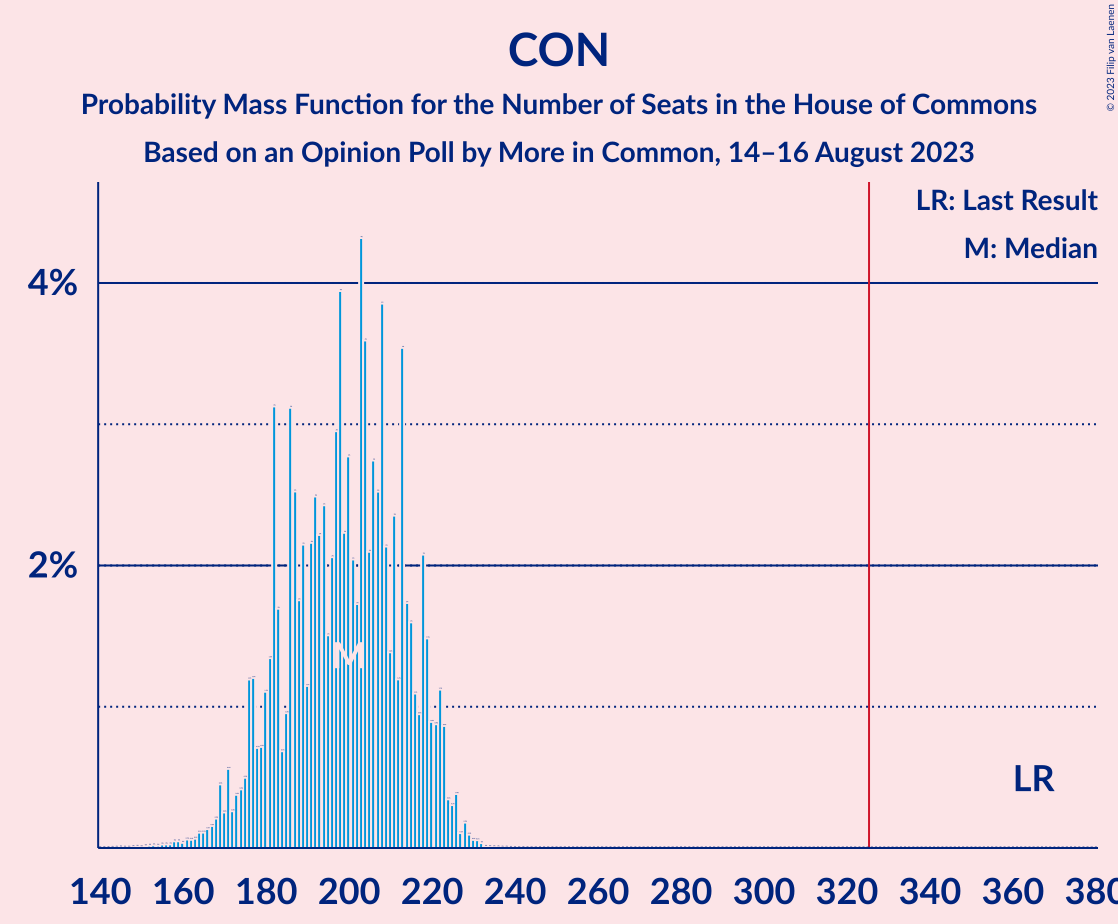 CON
Probability Mass Function for the Number of Seats in the House of Commons
Based on an Opinion Poll by More in Common, 14–16 August 2023
© 2023 Filip van Laenen
LR: Last Result
M: Median
4%
2%
M
LR
140 160 180 200 220 240 260 280 300 320 340 360 380